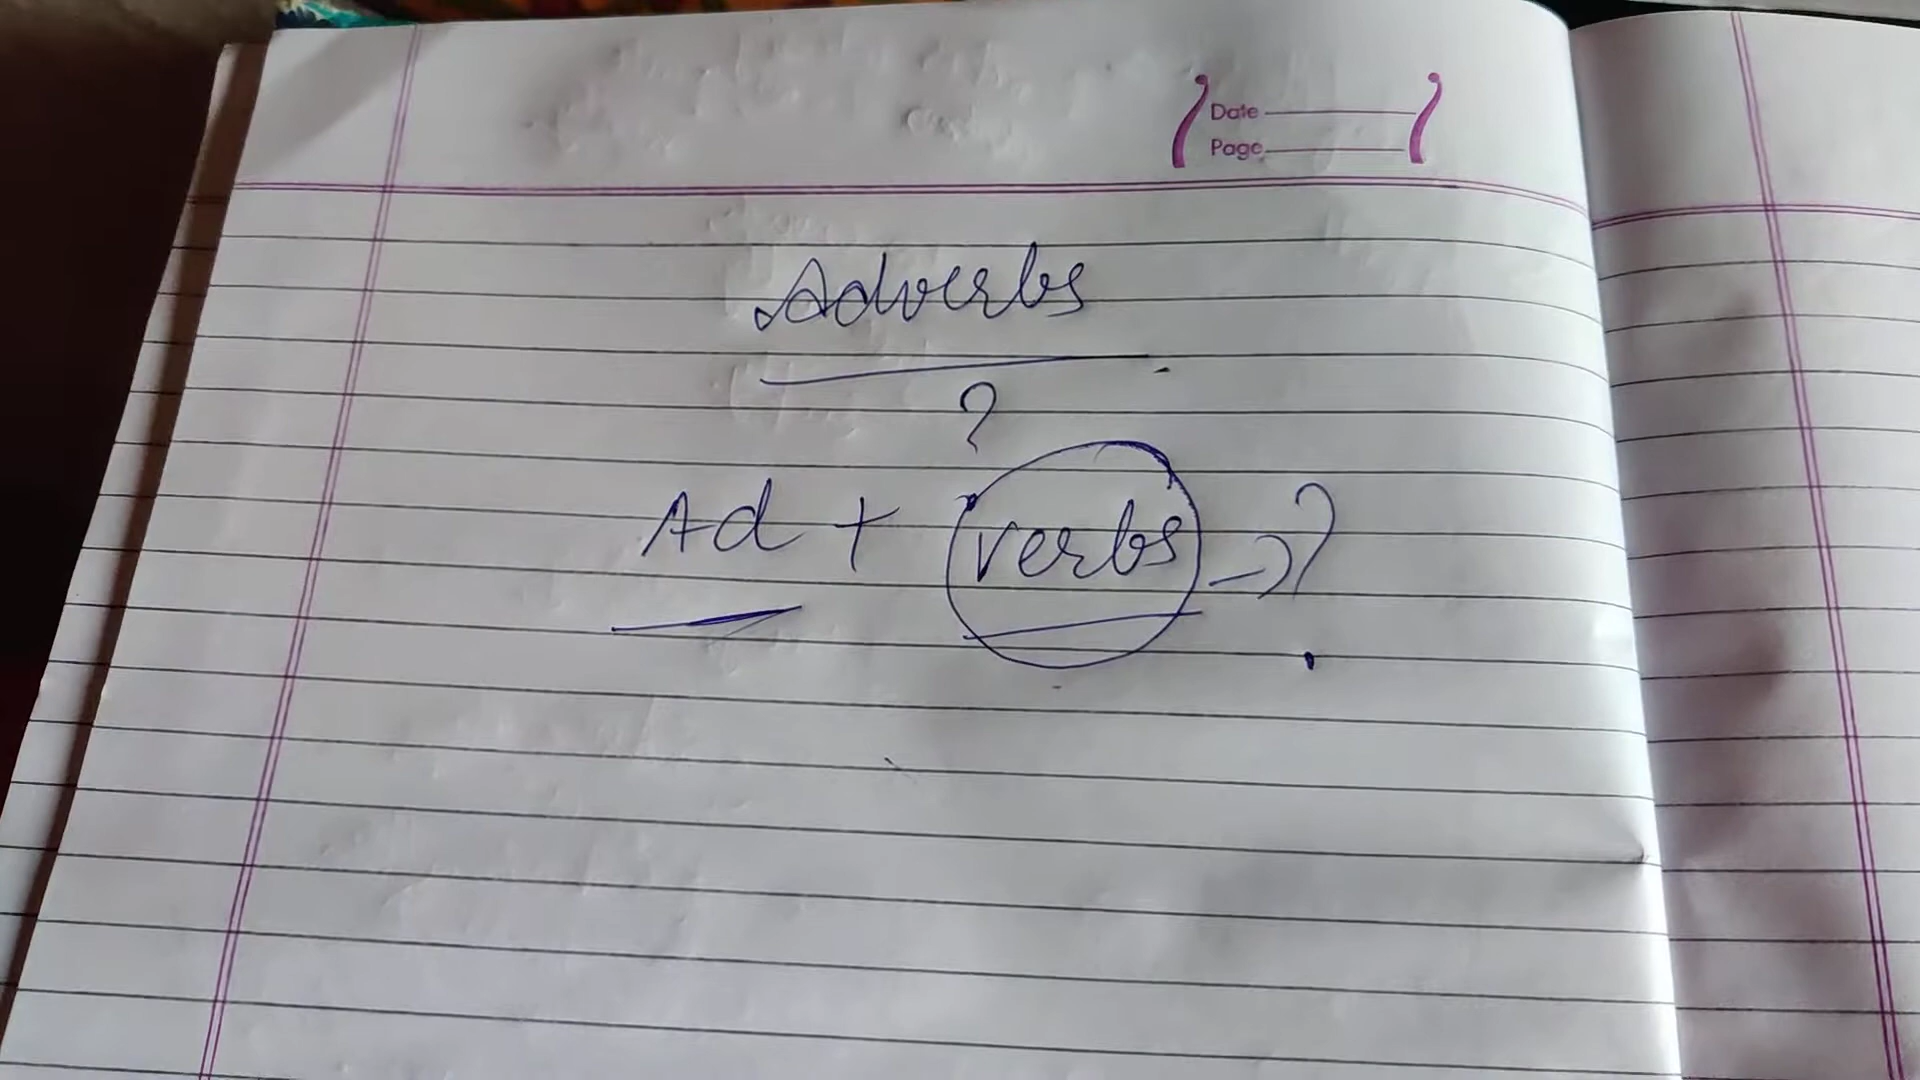 Date
Page
Adverbs
?
Ad + verbs → ?